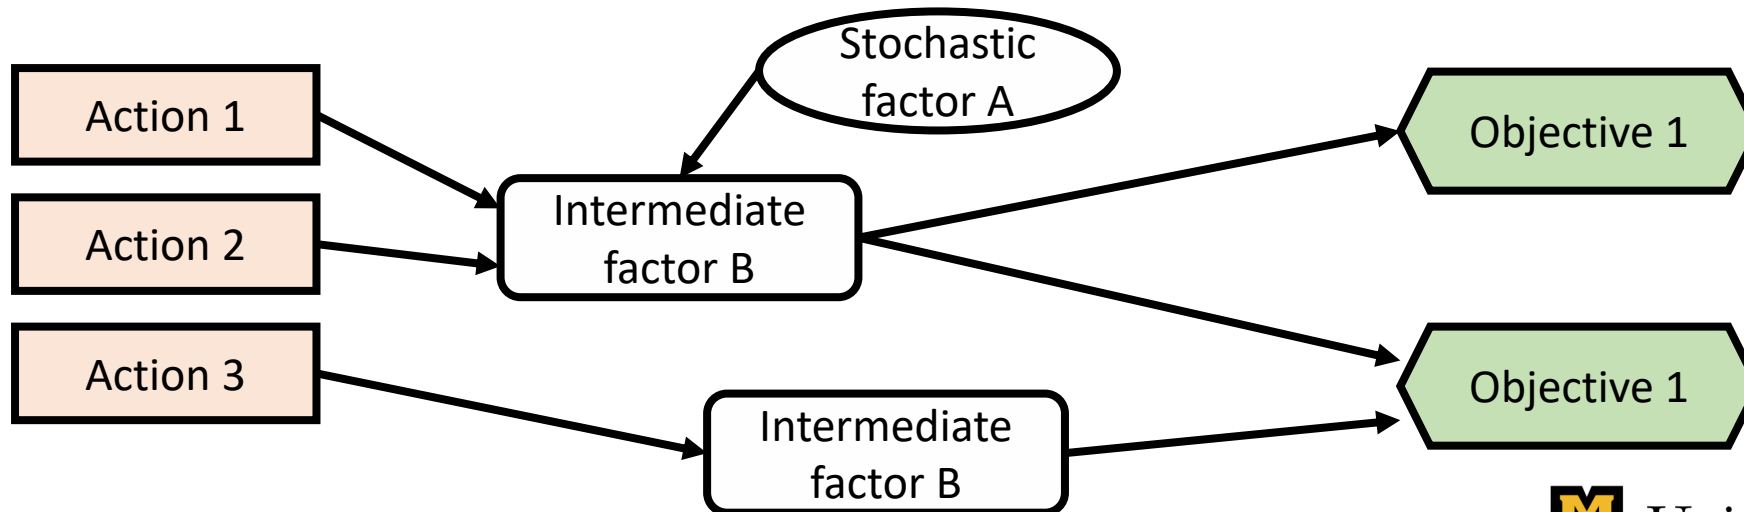 Stochastic
factor A
Action 1
Objective 1
Action 2
Intermediate
factor B
Action 3
Objective 1
Intermediate
factor B
M